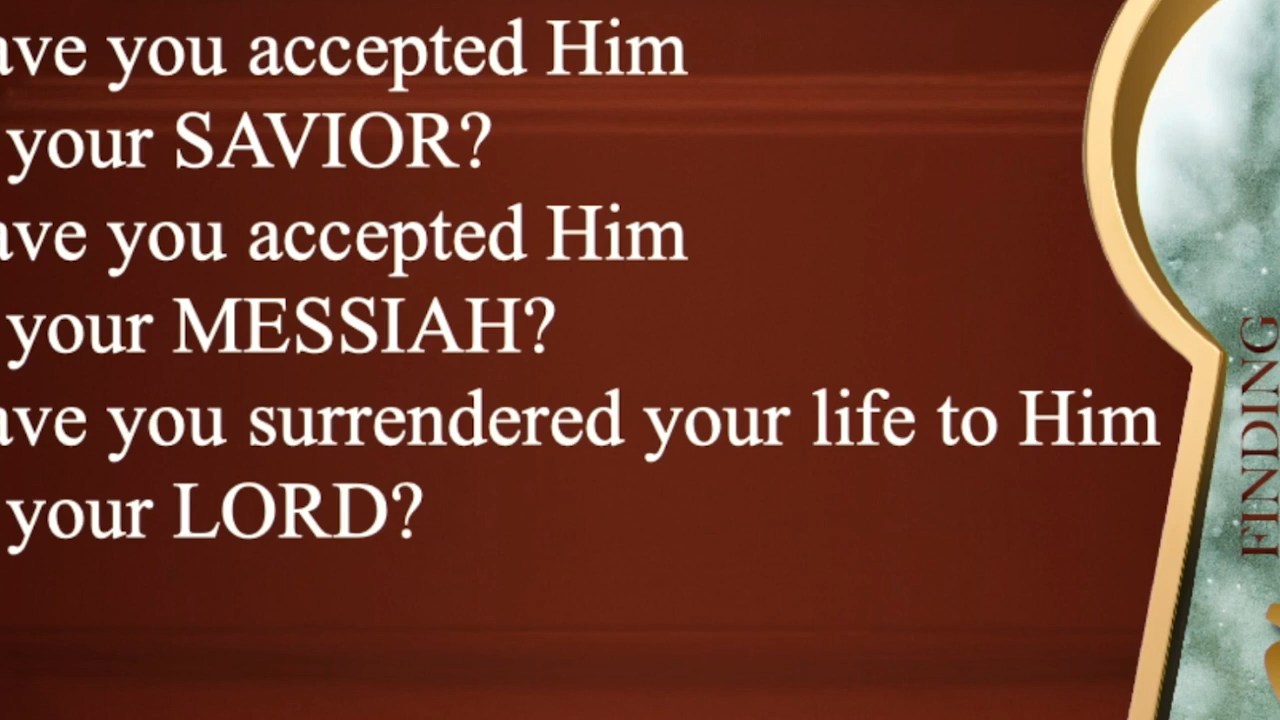 ave you accepted Him
your SAVIOR?
ave you accepted Him
your MESSIAH?
ave you surrendered your life to Him
your LORD?
FINDING